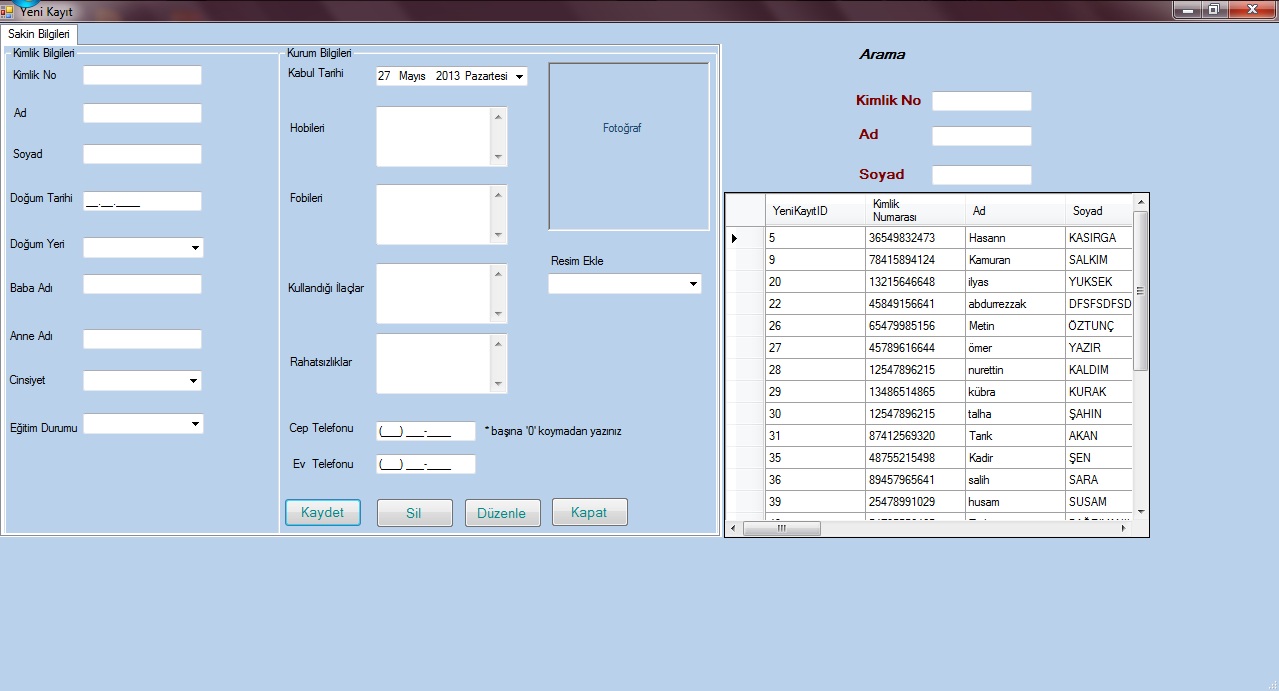 Yeni Kayıt
Sakin Bilgileri
Kimlik Bilgileri
Kimlik No
Ad
Soyad
Doğum Tarihi __.__.____
Doğum Yeri
Baba Adı
Anne Adı
Cinsiyet
Eğitim Durumu
Kurum Bilgileri
Kabul Tarihi 27 Mayıs 2013 Pazartesi
Hobileri
Fobileri
Kullandığı ilaçlar
Rahatsızlıklar
Cep Telefonu (___) ___-____ * başına '0' koymadan yazınız
Ev Telefonu (___) ___-____
Fotoğraf
Resim Ekle
Kaydet Sil Düzenle Kapat
Arama
Kimlik No
Ad
Soyad
YeniKayıtID Kimlik Numarası Ad Soyad
5 36549832473 Hasann KASIRGA
9 78415894124 Kamuran SALKIM
20 13215646648 ilyas YUKSEK
22 45849156641 abdurrezzak DFSFSDFSD
26 65479985156 Metin ÖZTUNÇ
27 45789616644 ömer YAZIR
28 12547896215 nurettin KALDIM
29 13486514865 kübra KURAK
30 12547896215 talha ŞAHIN
31 87412569320 Tarık AKAN
35 48755215498 Kadir ŞEN
36 89457965641 salih SARA
39 25478991029 husam SUSAM